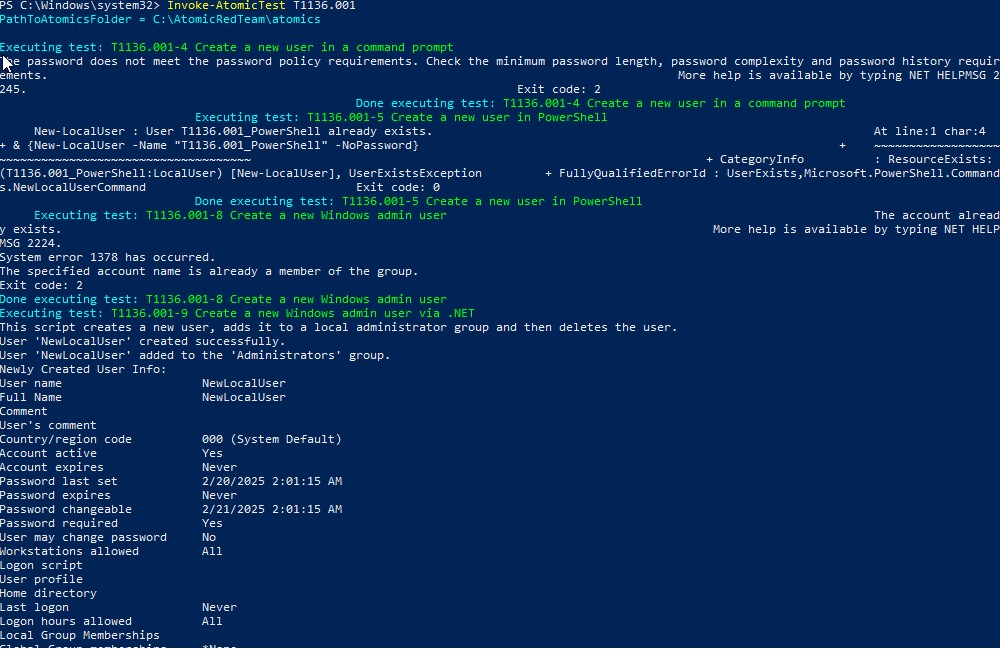 PS C:\Windows\system32> Invoke-AtomicTest T1136.001
PathToAtomicsFolder = C:\AtomicRedTeam\atomics
Executing test: T1136.001-4 Create a new user in a command prompt
The password does not meet the password policy requirements. Check the minimum password length, password complexity and password history requir
ements. More help is available by typing NET HELPMSG 2
245. Exit code: 2
Done executing test: T1136.001-4 Create a new user in a command prompt
Executing test: T1136.001-5 Create a new user in PowerShell
New-LocalUser : User T1136.001_PowerShell already exists. At line:1 char:4
+ & {New-LocalUser -Name "T1136.001_PowerShell" -NoPassword} + ~~~~~~~~~~~~~~~~~~
~~~~~~~~~~~~~~~~~~~~~~~~~~~~~~~~~~~~ + CategoryInfo : ResourceExists:
(T1136.001_PowerShell:LocalUser) [New-LocalUser], UserExistsException + FullyQualifiedErrorId : UserExists,Microsoft.PowerShell.Command
s.NewLocalUserCommand Exit code: 0
Done executing test: T1136.001-5 Create a new user in PowerShell
Executing test: T1136.001-8 Create a new Windows admin user The account alread
y exists. More help is available by typing NET HELP
MSG 2224.
System error 1378 has occurred.
The specified account name is already a member of the group.
Exit code: 2
Done executing test: T1136.001-8 Create a new Windows admin user
Executing test: T1136.001-9 Create a new Windows admin user via .NET
This script creates a new user, adds it to a local administrator group and then deletes the user.
User 'NewLocalUser' created successfully.
User 'NewLocalUser' added to the 'Administrators' group.
Newly Created User Info:
User name NewLocalUser
Full Name NewLocalUser
Comment
User's comment
Country/region code 000 (System Default)
Account active Yes
Account expires Never
Password last set 2/20/2025 2:01:15 AM
Password expires Never
Password changeable 2/21/2025 2:01:15 AM
Password required Yes
User may change password No
Workstations allowed All
Logon script
User profile
Home directory
Last logon Never
Logon hours allowed All
Local Group Memberships
Global Group memberships *None